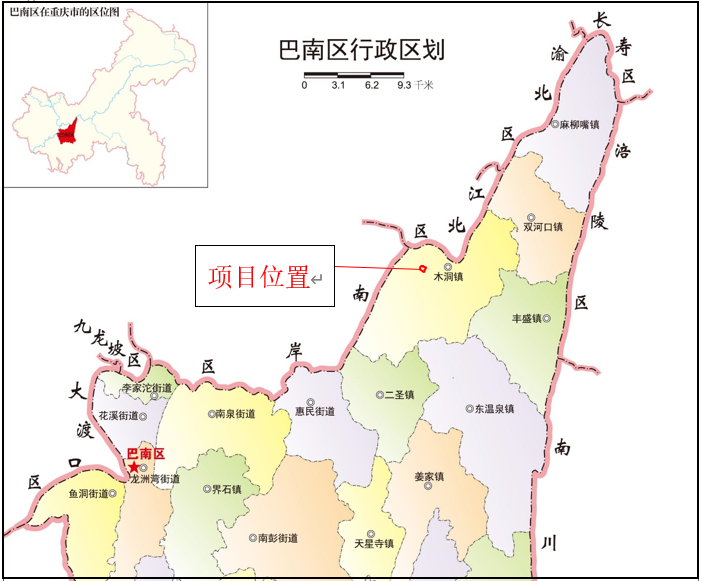 巴南区在重庆市的区位图
巴南区行政区划
0 3.1 6.2 9.3 千米
长寿区
渝北区
麻柳嘴镇
涪陵区
江北区
双河口镇
项目位置
木洞镇
南岸区
丰盛镇
九龙坡区
李家沱街道
大渡口区
花溪街道
南泉街道
惠民街道
二圣镇
东温泉镇
巴南区
龙洲湾街道
鱼洞街道
界石镇
姜家镇
南彭街道
天星寺镇
南川